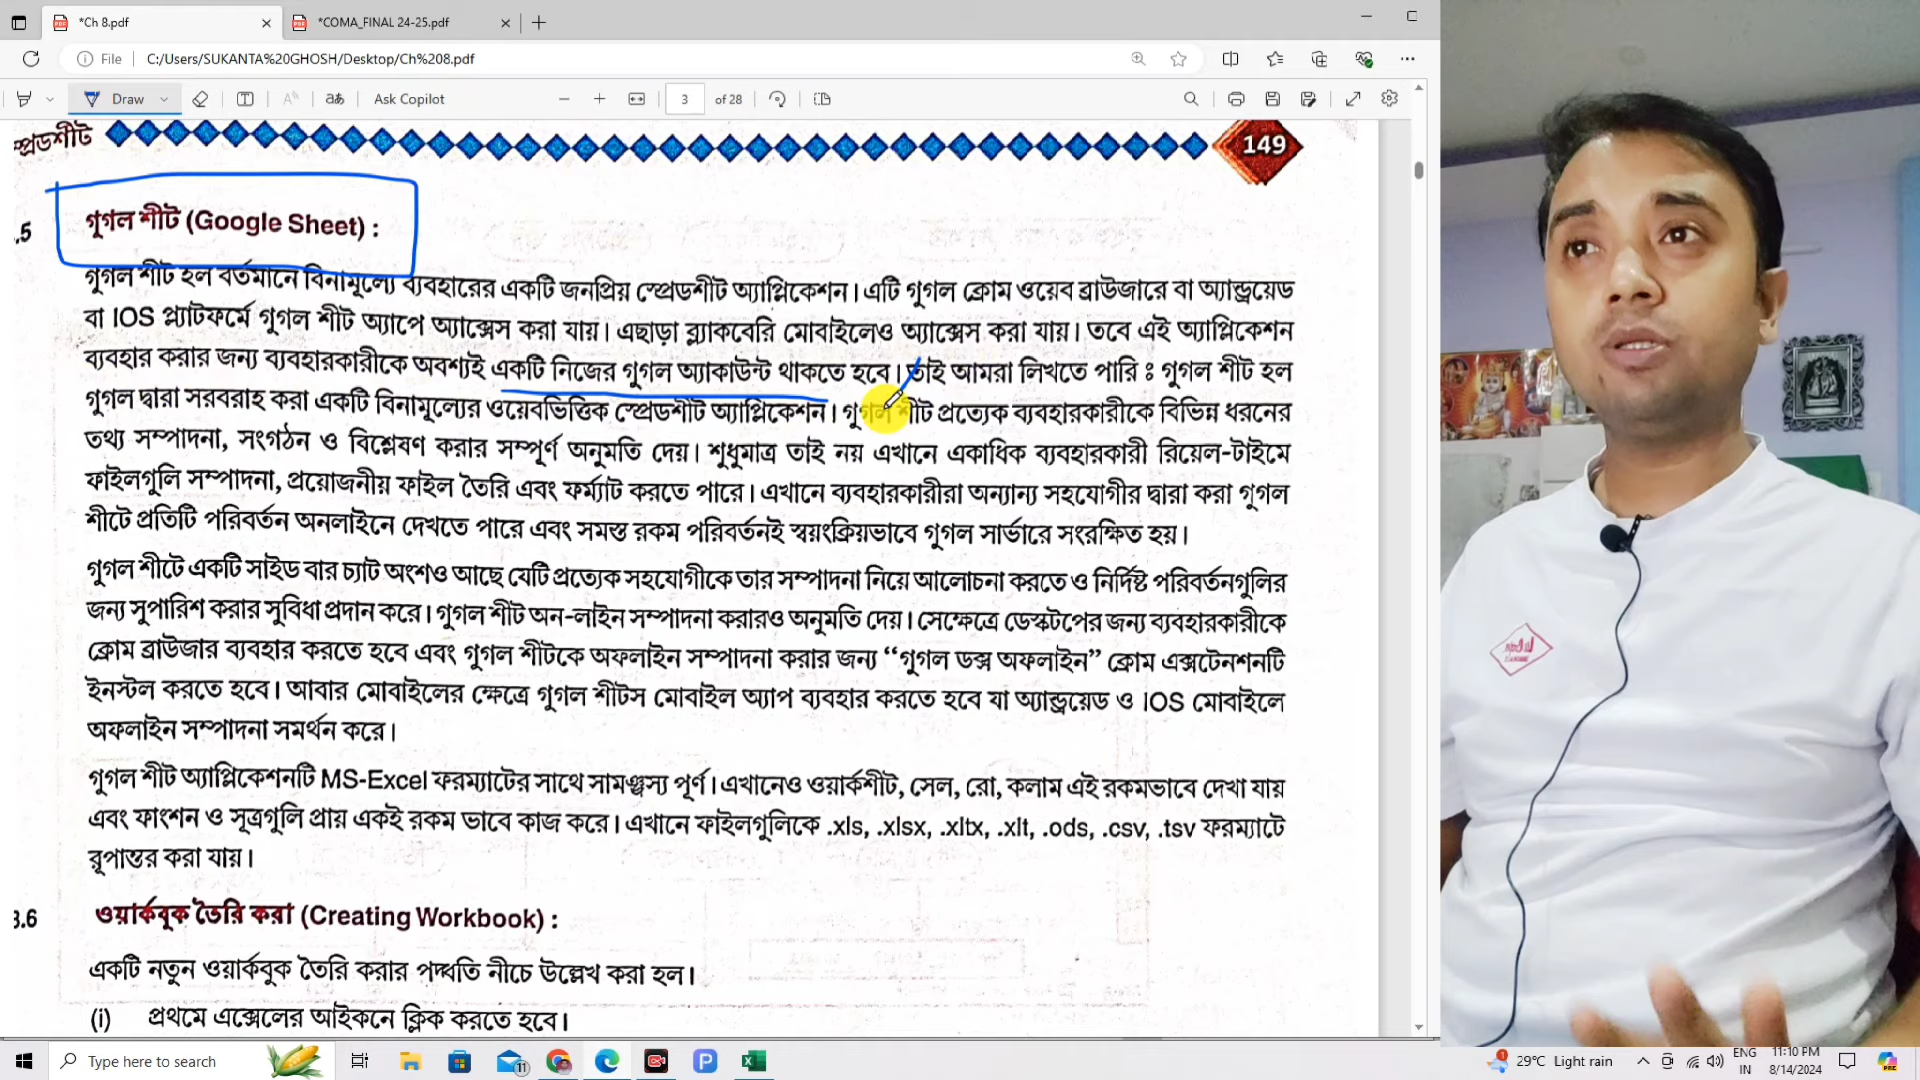 *Ch 8.pdf
*COMA_FINAL 24-25.pdf
File
C:/Users/SUKANTA%20GHOSH/Desktop/Ch%208.pdf
Draw
Ask Copilot
3 of 28
স্প্রেডশীট
149
.5 গুগল শীট (Google Sheet) :
গুগল শীট হল বর্তমানে বিনামূল্যে ব্যবহারের একটি জনপ্রিয় স্প্রেডশীট অ্যাপ্লিকেশন। এটি গুগল ক্রোম ওয়েব ব্রাউজারে বা অ্যান্ড্রয়েড
বা IOS প্ল্যাটফর্মে গুগল শীট অ্যাপে অ্যাক্সেস করা যায়। এছাড়া ব্ল্যাকবেরি মোবাইলেও অ্যাক্সেস করা যায়। তবে এই অ্যাপ্লিকেশন
ব্যবহার করার জন্য ব্যবহারকারীকে অবশ্যই একটি নিজের গুগল অ্যাকাউন্ট থাকতে হবে। তাই আমরা লিখতে পারি ঃ গুগল শীট হল
গুগল দ্বারা সরবরাহ করা একটি বিনামূল্যের ওয়েবভিত্তিক স্প্রেডশীট অ্যাপ্লিকেশন। গুগল শীট প্রত্যেক ব্যবহারকারীকে বিভিন্ন ধরনের
তথ্য সম্পাদনা, সংগঠন ও বিশ্লেষণ করার সম্পূর্ণ অনুমতি দেয়। শুধুমাত্র তাই নয় এখানে একাধিক ব্যবহারকারী রিয়েল-টাইমে
ফাইলগুলি সম্পাদনা, প্রয়োজনীয় ফাইল তৈরি এবং ফর্ম্যাট করতে পারে। এখানে ব্যবহারকারীরা অন্যান্য সহযোগীর দ্বারা করা গুগল
শীটে প্রতিটি পরিবর্তন অনলাইনে দেখতে পারে এবং সমস্ত রকম পরিবর্তনই স্বয়ংক্রিয়ভাবে গুগল সার্ভারে সংরক্ষিত হয়।
গুগল শীটে একটি সাইড বার চ্যাট অংশও আছে যেটি প্রত্যেক সহযোগীকে তার সম্পাদনা নিয়ে আলোচনা করতে ও নির্দিষ্ট পরিবর্তনগুলির
জন্য সুপারিশ করার সুবিধা প্রদান করে। গুগল শীট অন-লাইন সম্পাদনা করারও অনুমতি দেয়। সেক্ষেত্রে ডেস্কটপের জন্য ব্যবহারকারীকে
ক্রোম ব্রাউজার ব্যবহার করতে হবে এবং গুগল শীটকে অফলাইন সম্পাদনা করার জন্য “গুগল ডক্স অফলাইন” ক্রোম এক্সটেনশনটি
ইনস্টল করতে হবে। আবার মোবাইলের ক্ষেত্রে গুগল শীটস মোবাইল অ্যাপ ব্যবহার করতে হবে যা অ্যান্ড্রয়েড ও IOS মোবাইলে
অফলাইন সম্পাদনা সমর্থন করে।
গুগল শীট অ্যাপ্লিকেশনটি MS-Excel ফরম্যাটের সাথে সামঞ্জস্য পূর্ণ। এখানেও ওয়ার্কশীট, সেল, রো, কলাম এই রকমভাবে দেখা যায়
এবং ফাংশন ও সূত্রগুলি প্রায় একই রকম ভাবে কাজ করে। এখানে ফাইলগুলিকে .xls, .xlsx, .xltx, .xlt, .ods, .csv, .tsv ফরম্যাটে
রূপান্তর করা যায়।
3.6 ওয়ার্কবুক তৈরি করা (Creating Workbook) :
একটি নতুন ওয়ার্কবুক তৈরি করার পদ্ধতি নীচে উল্লেখ করা হল।
(i) প্রথমে এক্সেলের আইকনে ক্লিক করতে হবে।
Type here to search
11
29°C Light rain
ENG
IN
11:10 PM
8/14/2024